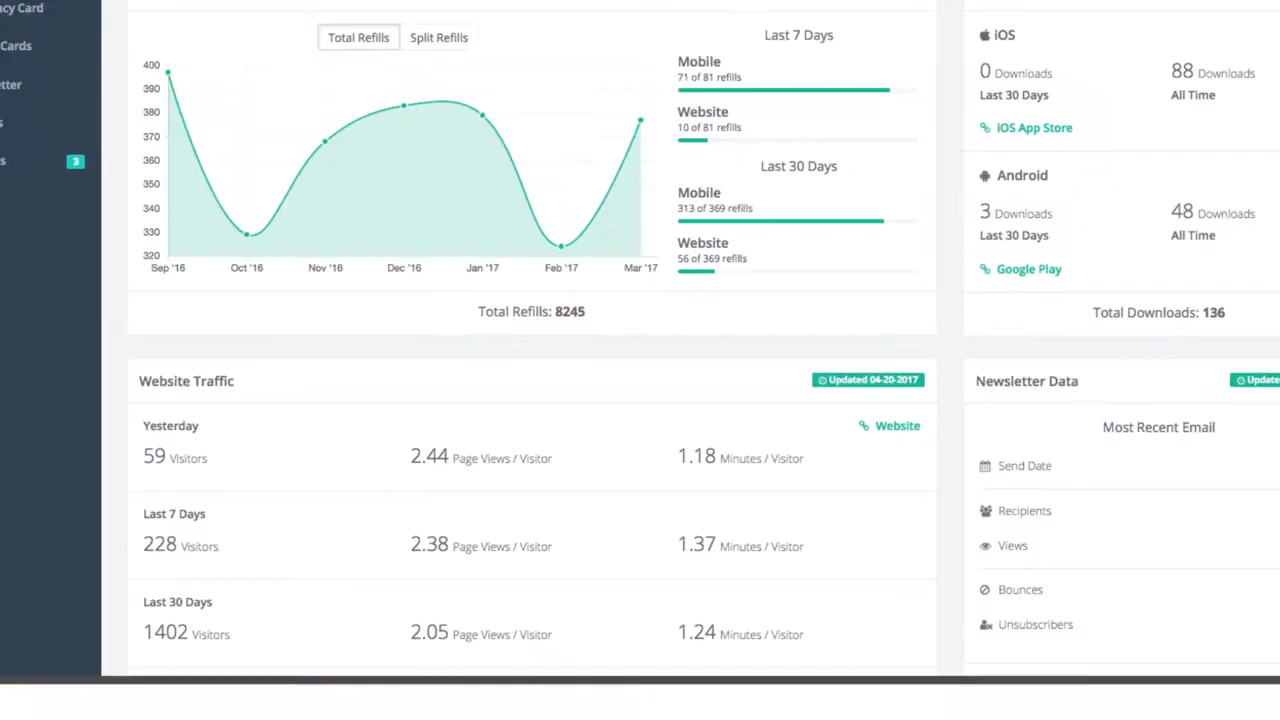 ncy Card
Cards
etter
s
s
3
Total Refills
Split Refills
400
390
380
370
360
350
340
330
320
Sep '16
Oct '16
Nov '16
Dec '16
Jan '17
Feb '17
Mar '17
Last 7 Days
Mobile
71 of 81 refills
Website
10 of 81 refills
Last 30 Days
Mobile
313 of 369 refills
Website
56 of 369 refills
Total Refills: 8245
iOS
0 Downloads
88 Downloads
Last 30 Days
All Time
iOS App Store
Android
3 Downloads
48 Downloads
Last 30 Days
All Time
Google Play
Total Downloads: 136
Website Traffic
Updated 04-20-2017
Yesterday
Website
59 Visitors
2.44 Page Views / Visitor
1.18 Minutes / Visitor
Last 7 Days
228 Visitors
2.38 Page Views / Visitor
1.37 Minutes / Visitor
Last 30 Days
1402 Visitors
2.05 Page Views / Visitor
1.24 Minutes / Visitor
Newsletter Data
Update
Most Recent Email
Send Date
Recipients
Views
Bounces
Unsubscribers